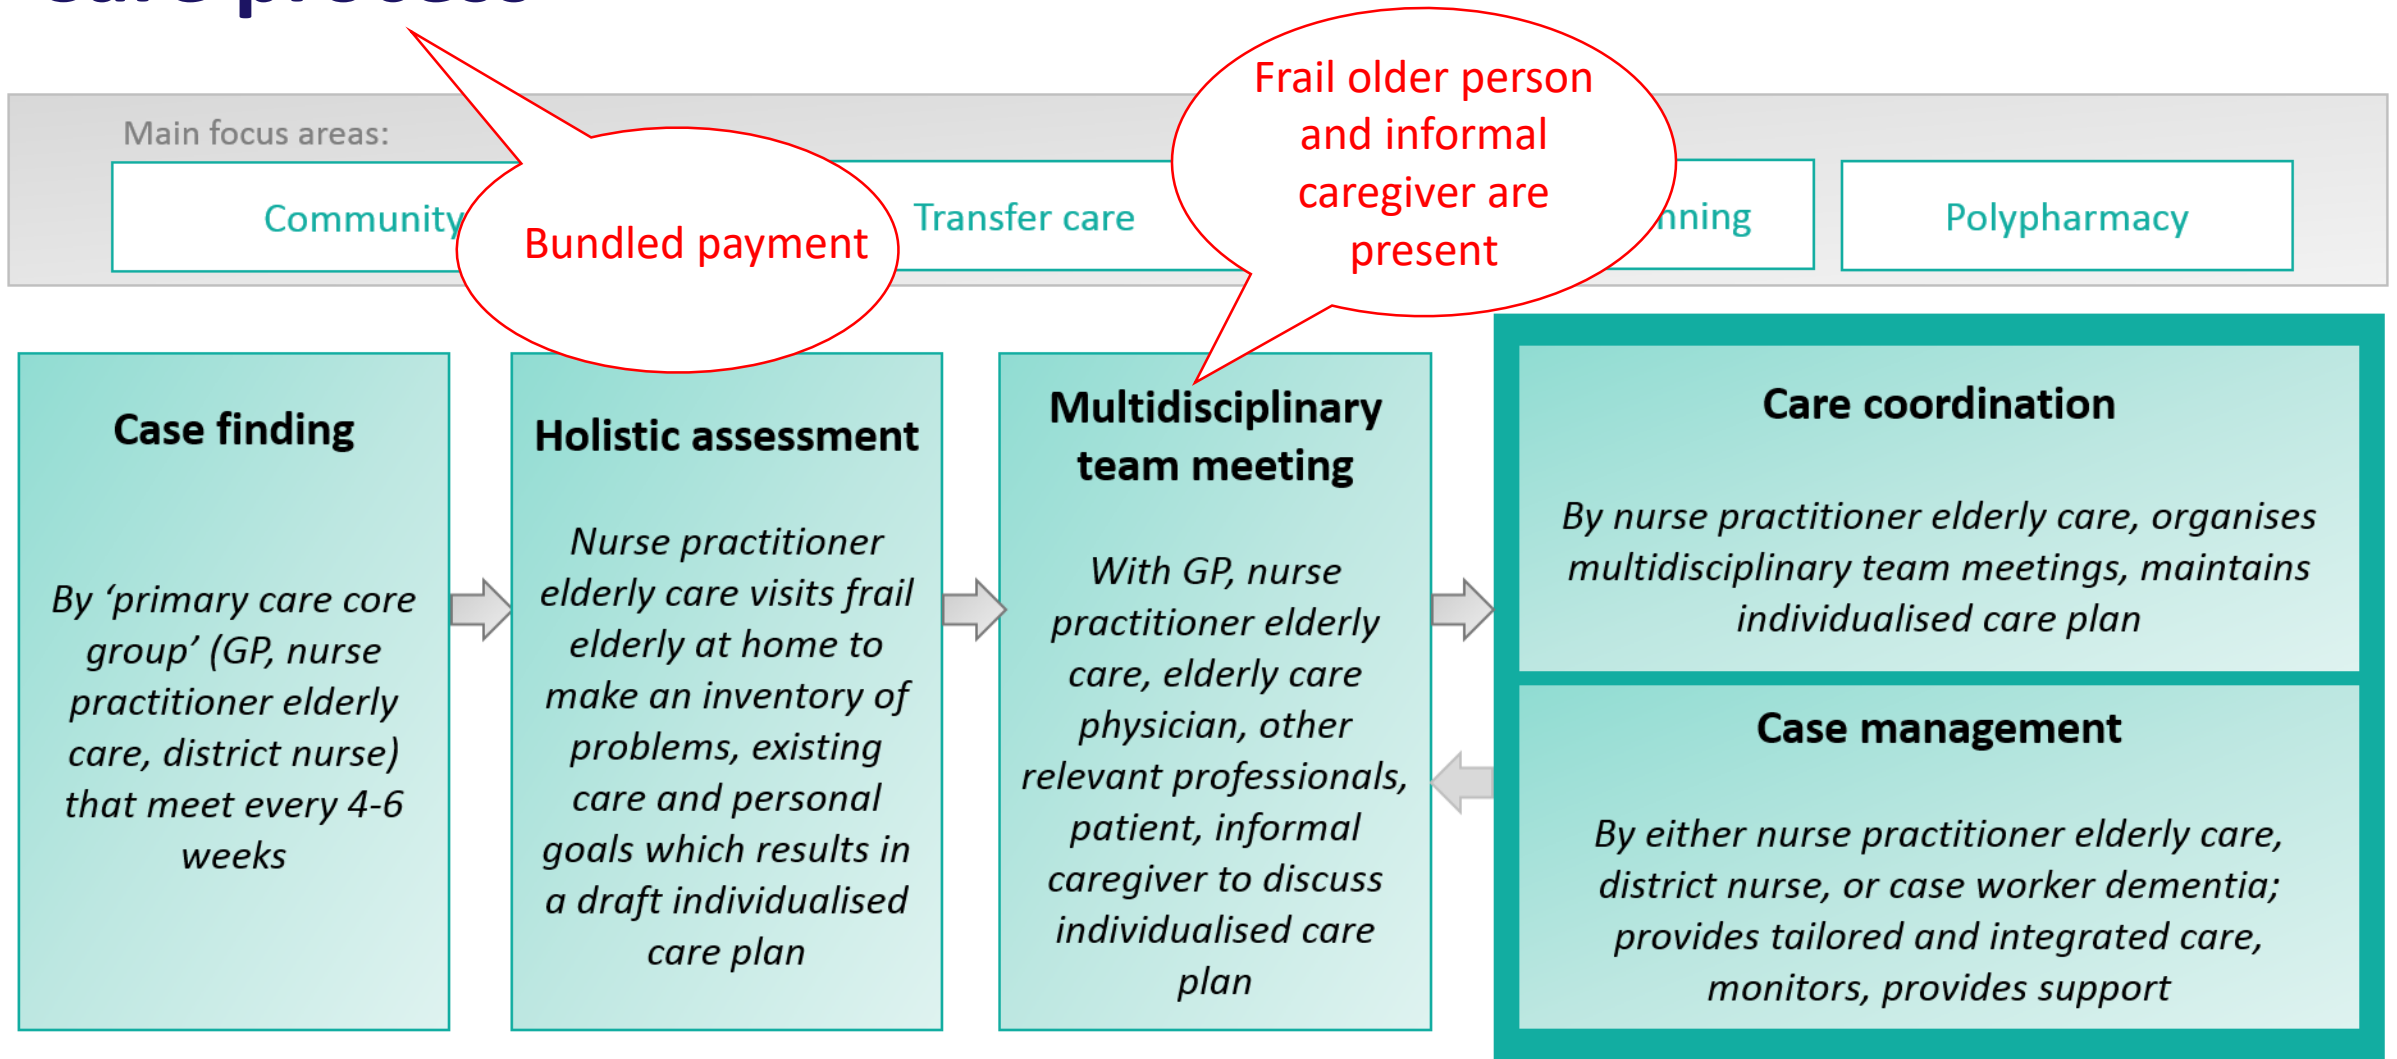 Main focus areas:
Community
Transfer care
Polypharmacy
Bundled payment
Frail older person
and informal
caregiver are
present
Case finding
By ‘primary care core
group’ (GP, nurse
practitioner elderly
care, district nurse)
that meet every 4-6
weeks
Holistic assessment
Nurse practitioner
elderly care visits frail
elderly at home to
make an inventory of
problems, existing
care and personal
goals which results in
a draft individualised
care plan
Multidisciplinary
team meeting
With GP, nurse
practitioner elderly
care, elderly care
physician, other
relevant professionals,
patient, informal
caregiver to discuss
individualised care
plan
Care coordination
By nurse practitioner elderly care, organises
multidisciplinary team meetings, maintains
individualised care plan
Case management
By either nurse practitioner elderly care,
district nurse, or case worker dementia;
provides tailored and integrated care,
monitors, provides support